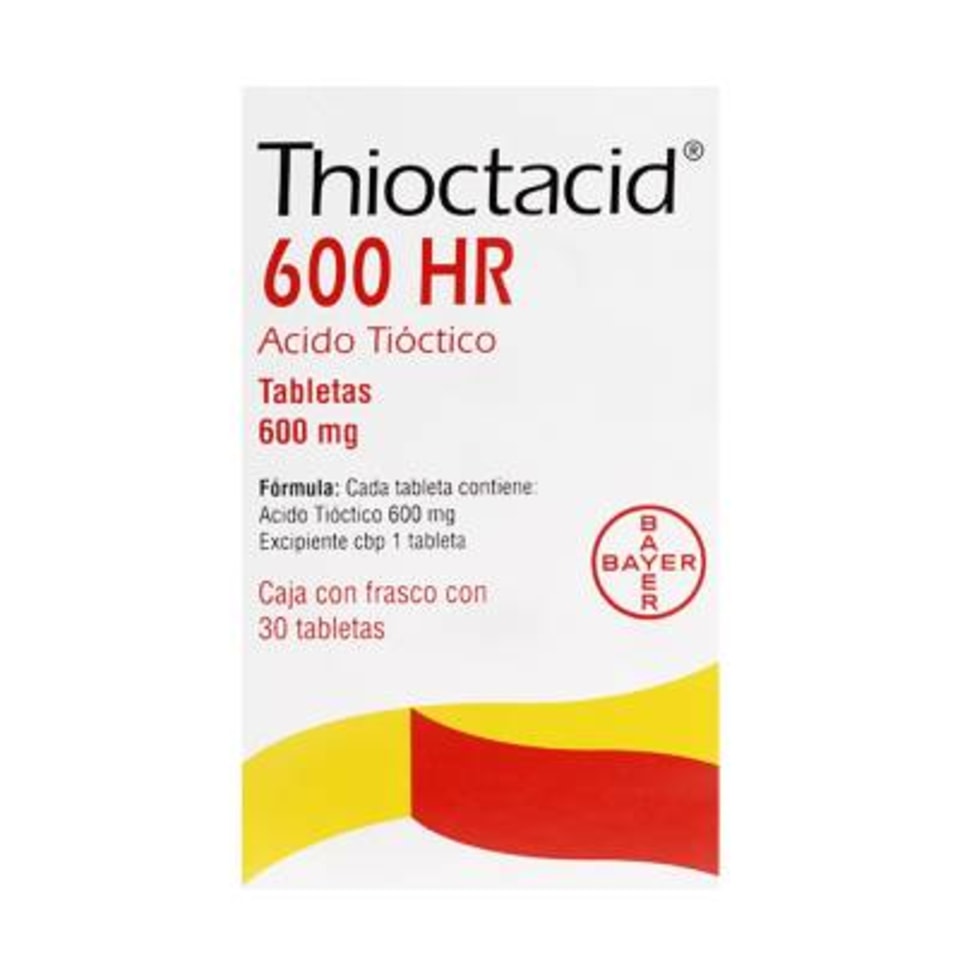 Thioctacid®
600 HR
Acido Tióctico
Tabletas
600 mg
Fórmula: Cada tableta contiene:
Acido Tióctico 600 mg
Excipiente cbp 1 tableta
BAYER
BAYER
Caja con frasco con
30 tabletas